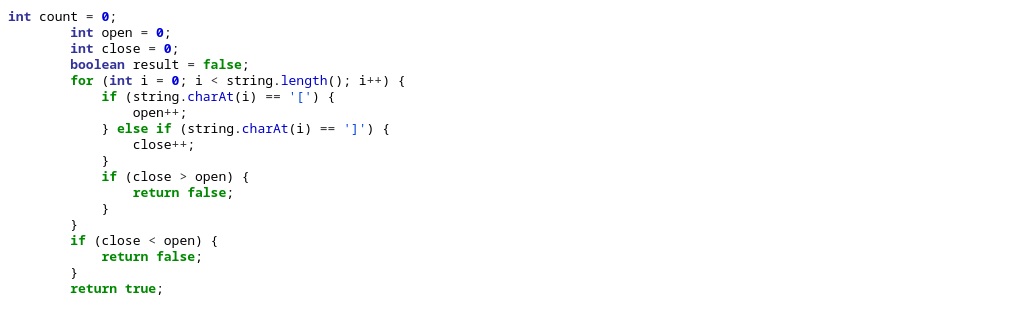 int count = 0;
        int open = 0;
        int close = 0;
        boolean result = false;
        for (int i = 0; i < string.length(); i++) {
            if (string.charAt(i) == '[') {
                open++;
            } else if (string.charAt(i) == ']') {
                close++;
            }
            if (close > open) {
                return false;
            }
        }
        if (close < open) {
            return false;
        }
        return true;